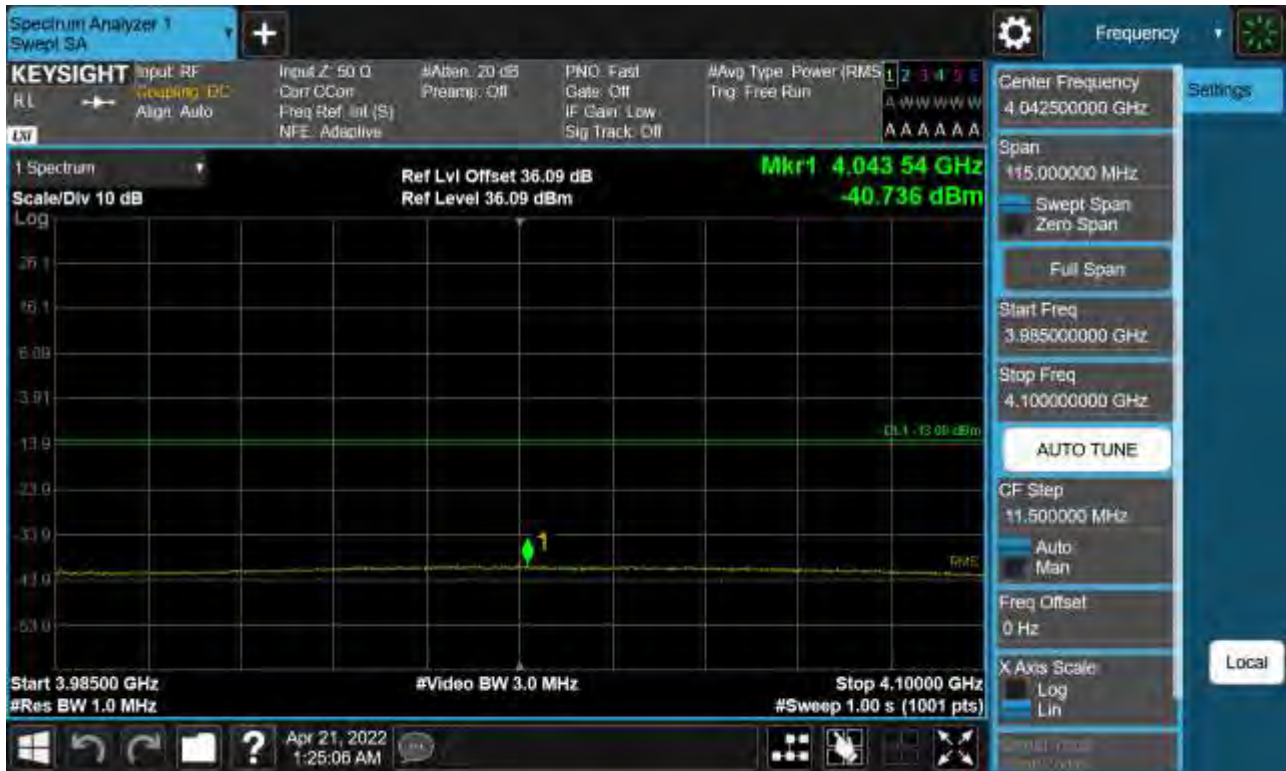 Spectrum Analyzer 1
Swept SA
Frequency
KEYSIGHT
RL
Input: RF
Coupling: DC
Align: Auto
Input Z: 50 Ω
Corr CCorr
Freq Ref: Int (S)
NFE: Adaptive
#Atten: 20 dB
Preamp: Off
PNO: Fast
Gate: Off
IF Gain: Low
Sig Track: Off
#Avg Type: Power (RMS
Trig: Free Run
1 2 3 4 5 6
A W W W W W
A A A A A A
1 Spectrum
Scale/Div 10 dB
Log
Ref Lvl Offset 36.09 dB
Ref Level 36.09 dBm
Mkr1 4.043 54 GHz
-40.736 dBm
26.1
16.1
6.09
-3.91
-13.9
-23.9
-33.9
-43.9
-53.9
DL1 -13.00 dBm
1
RMS
Start 3.98500 GHz
#Res BW 1.0 MHz
#Video BW 3.0 MHz
Stop 4.10000 GHz
#Sweep 1.00 s (1001 pts)
Center Frequency
4.042500000 GHz
Settings
Span
115.000000 MHz
Swept Span
Zero Span
Full Span
Start Freq
3.985000000 GHz
Stop Freq
4.100000000 GHz
AUTO TUNE
CF Step
11.500000 MHz
Auto
Man
Freq Offset
0 Hz
X Axis Scale
Log
Lin
Local
?
Apr 21, 2022
1:25:06 AM